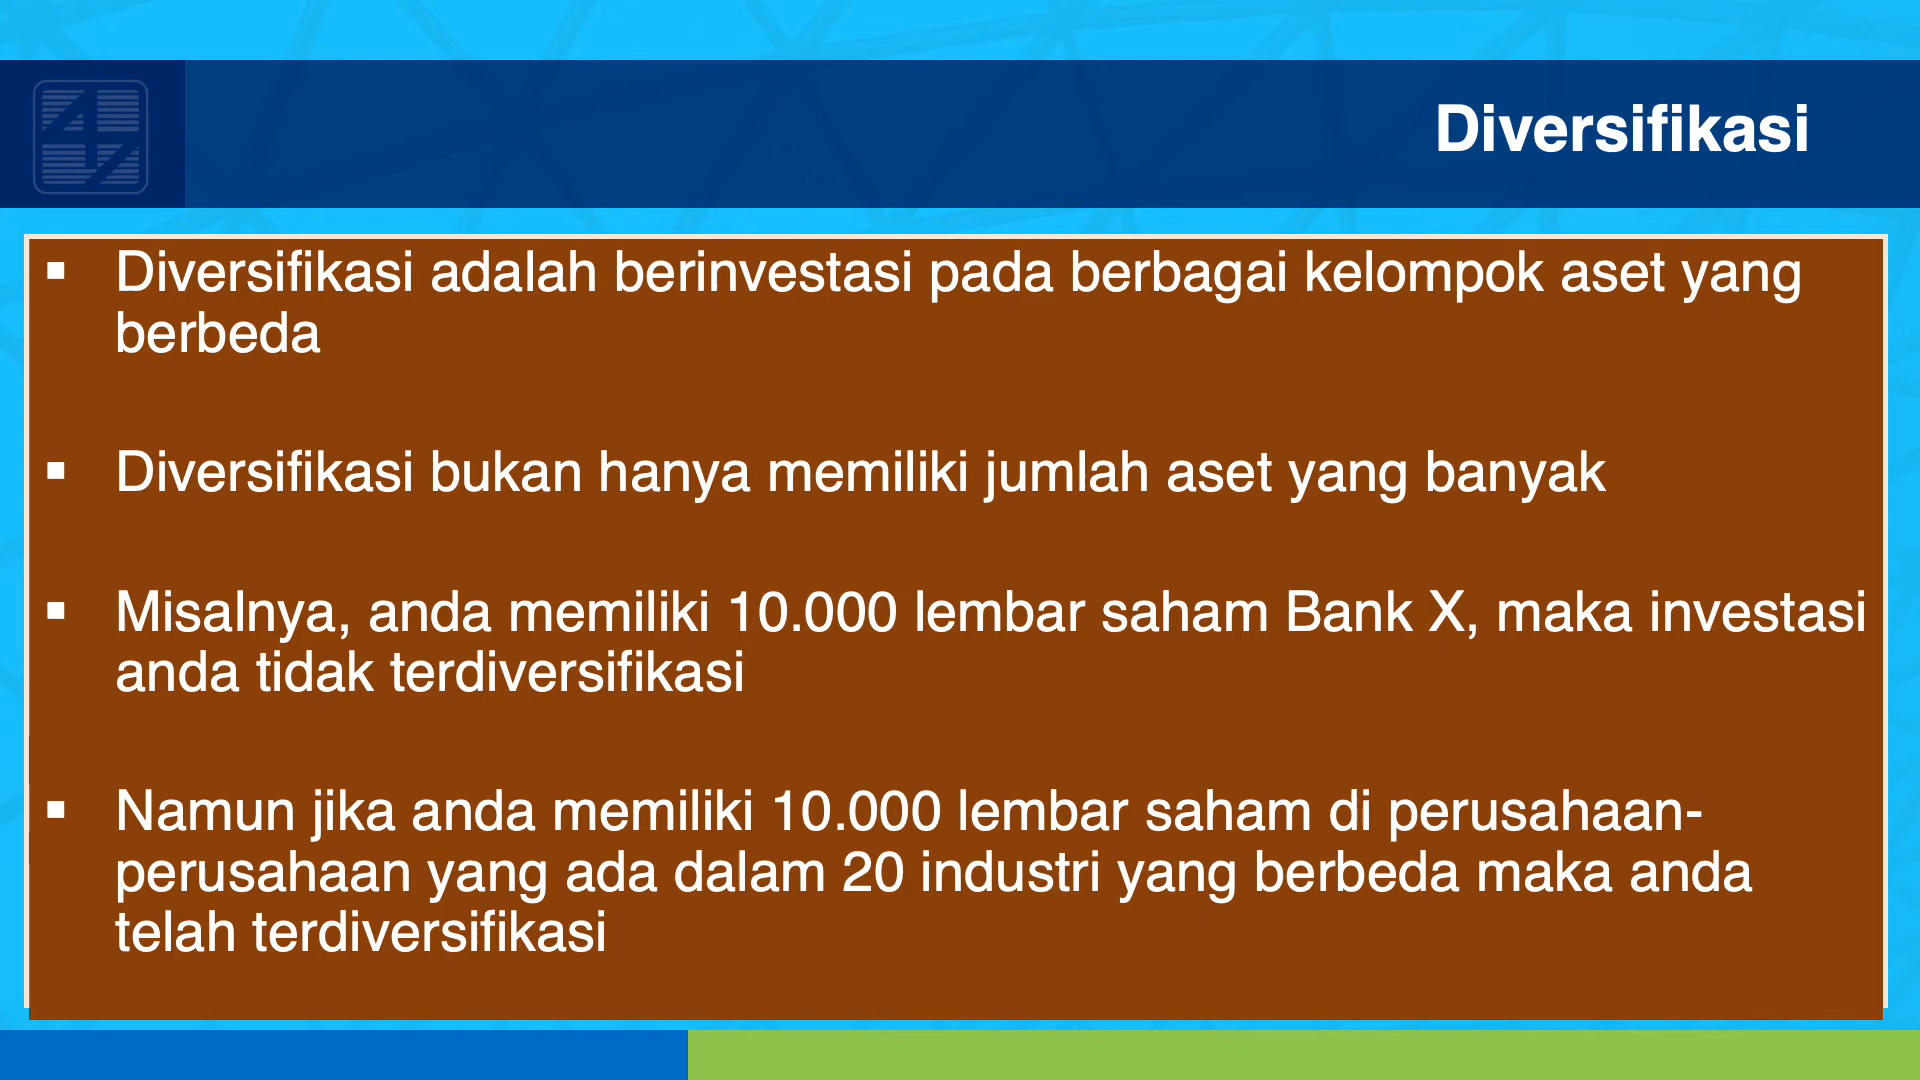 Diversifikasi
▪ Diversifikasi adalah berinvestasi pada berbagai kelompok aset yang
berbeda
▪ Diversifikasi bukan hanya memiliki jumlah aset yang banyak
▪ Misalnya, anda memiliki 10.000 lembar saham Bank X, maka investasi
anda tidak terdiversifikasi
▪ Namun jika anda memiliki 10.000 lembar saham di perusahaan-
perusahaan yang ada dalam 20 industri yang berbeda maka anda
telah terdiversifikasi